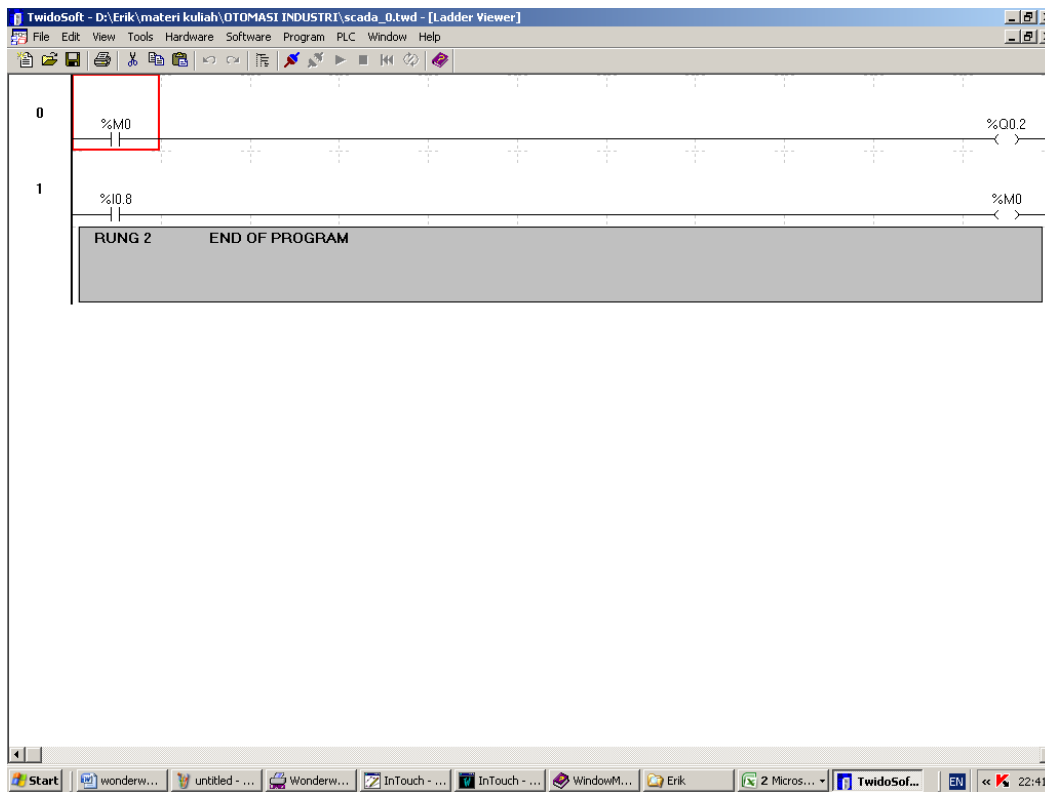 TwidoSoft - D:\Erik\materi kuliah\OTOMASI INDUSTRI\scada_0.twd - [Ladder Viewer]
File Edit View Tools Hardware Software Program PLC Window Help
0
%M0
%Q0.2
1
%I0.8
%M0
RUNG 2 END OF PROGRAM
Start wonderw... untitled - ... Wonderw... InTouch - ... InTouch - ... WindowM... Erik 2 Micros... TwidoSof... EN « 22:41